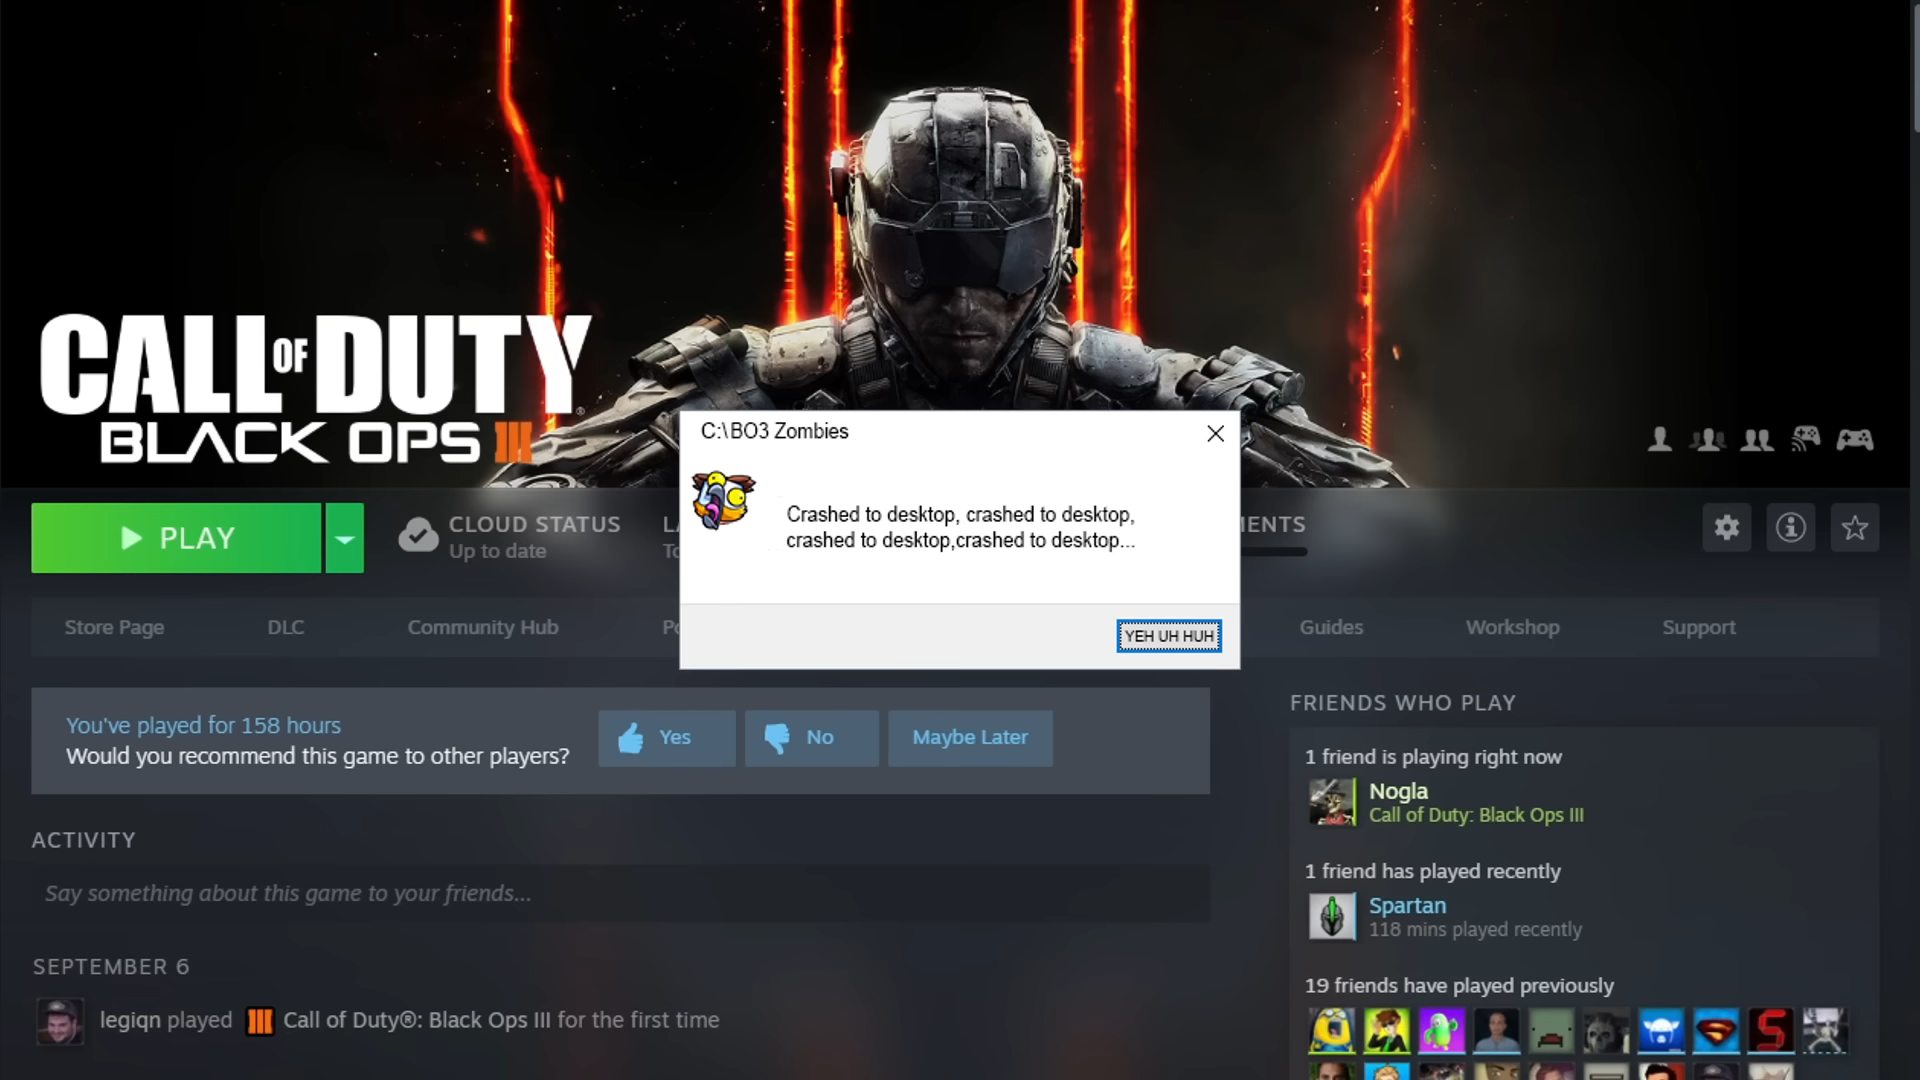 CALL OF DUTY®
BLACK OPS III
C:\BO3 Zombies
Crashed to desktop, crashed to desktop,
crashed to desktop,crashed to desktop...
YEH UH HUH
PLAY
CLOUD STATUS
Up to date
Store Page
DLC
Community Hub
Guides
Workshop
Support
You've played for 158 hours
Would you recommend this game to other players?
Yes
No
Maybe Later
ACTIVITY
Say something about this game to your friends...
SEPTEMBER 6
legiqn played Call of Duty®: Black Ops III for the first time
FRIENDS WHO PLAY
1 friend is playing right now
Nogla
Call of Duty: Black Ops III
1 friend has played recently
Spartan
118 mins played recently
19 friends have played previously